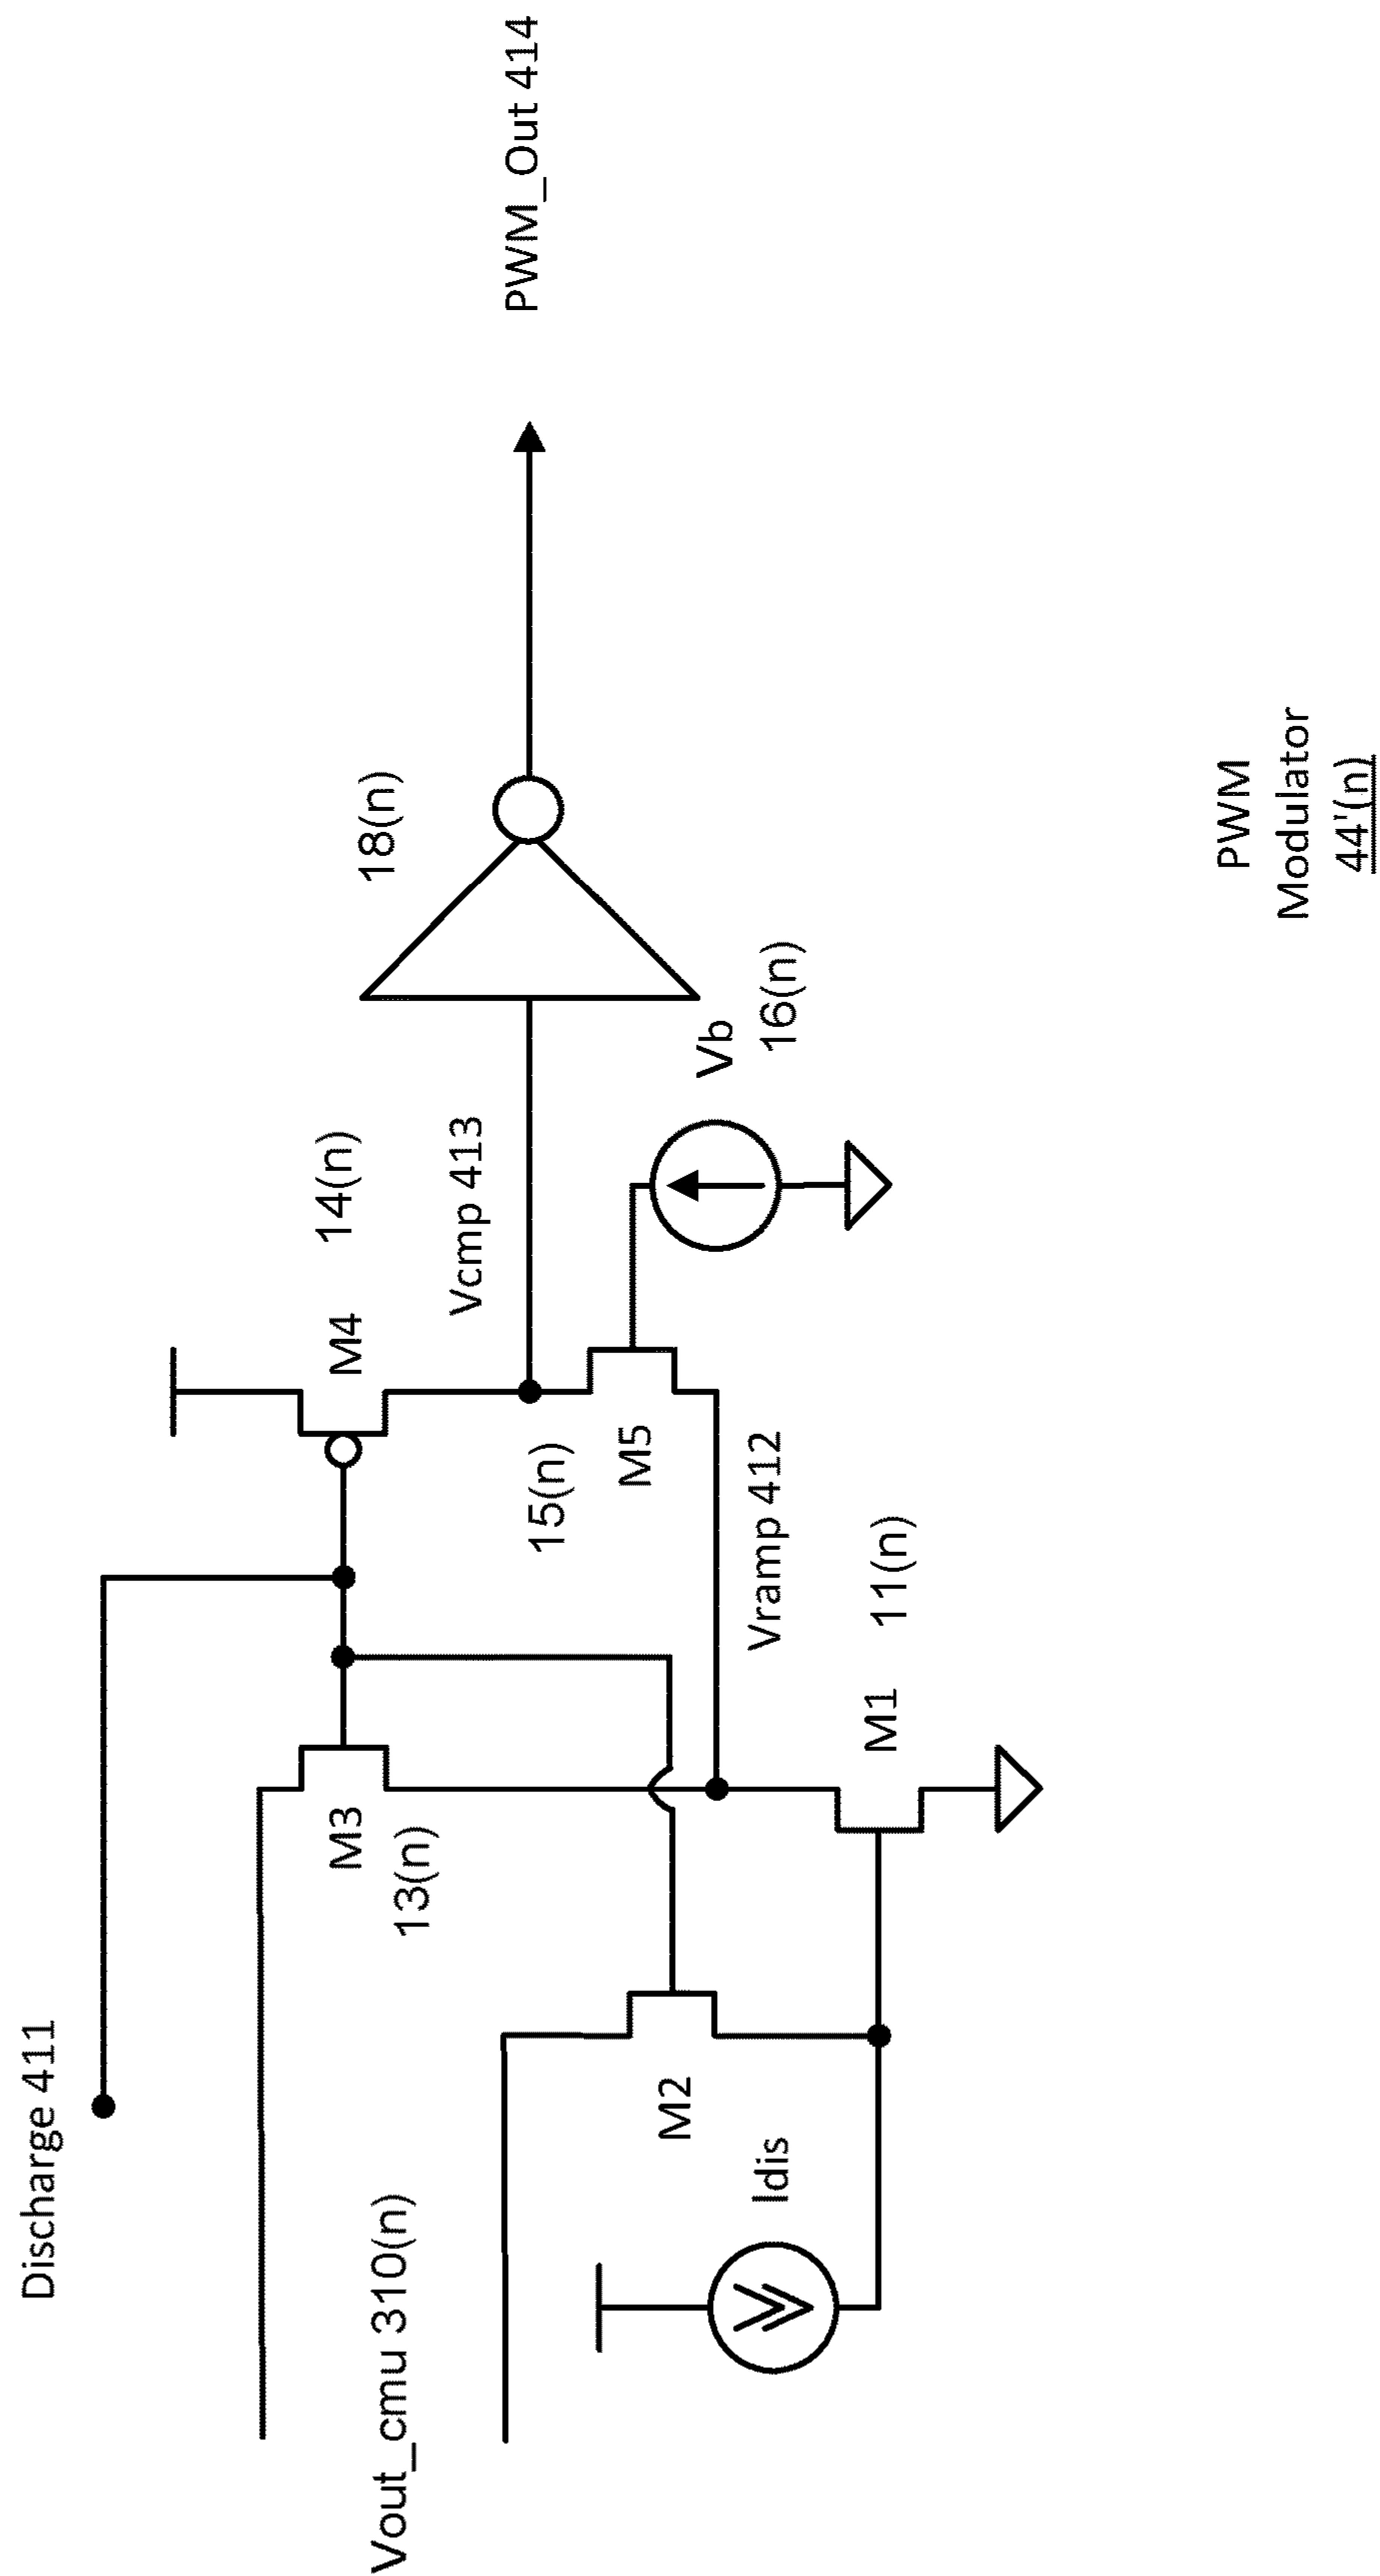 Discharge 411
Vout_cmu 310(n)
M3
13(n)
M2
Idis
M4
14(n)
15(n)
M5
Vcmp 413
Vramp 412
M1
11(n)
Vb
16(n)
18(n)
PWM_Out 414
PWM
Modulator
44'(n)